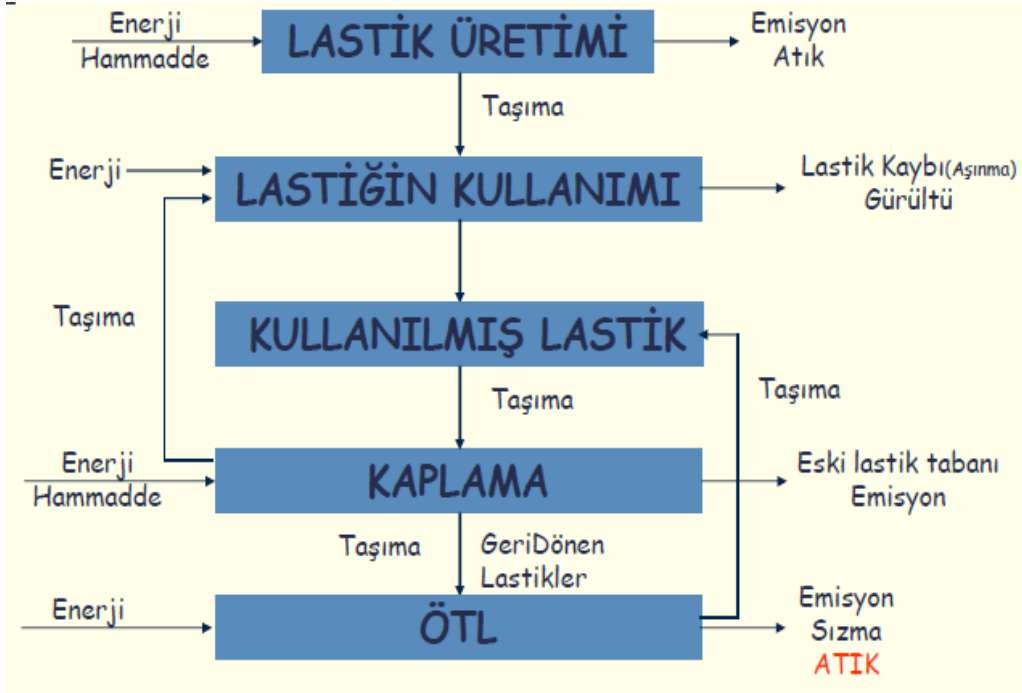 Enerji
Hammadde
LASTİK ÜRETİMİ
Emisyon
Atık
Taşıma
Enerji
LASTİĞİN KULLANIMI
Lastik Kaybı(Aşınma)
Gürültü
Taşıma
KULLANILMIŞ LASTİK
Taşıma
Taşıma
Enerji
Hammadde
KAPLAMA
Eski lastik tabanı
Emisyon
Taşıma
GeriDönen
Lastikler
Enerji
ÖTL
Emisyon
Sızma
ATIK